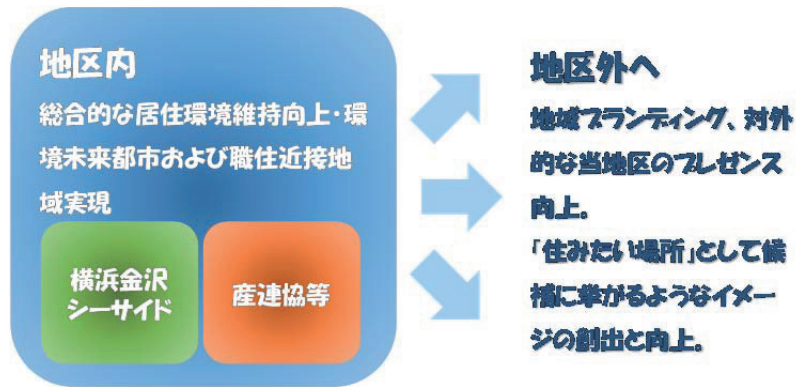 地区内
総合的な居住環境維持向上・環
境未来都市および職住近接地
域実現
横浜金沢
シーサイド
産連協等
地区外へ
地域ブランディング、対外
的な当地区のプレゼンス
向上。
「住みたい場所」として候
補に挙がるようなイメー
ジの創出と向上。